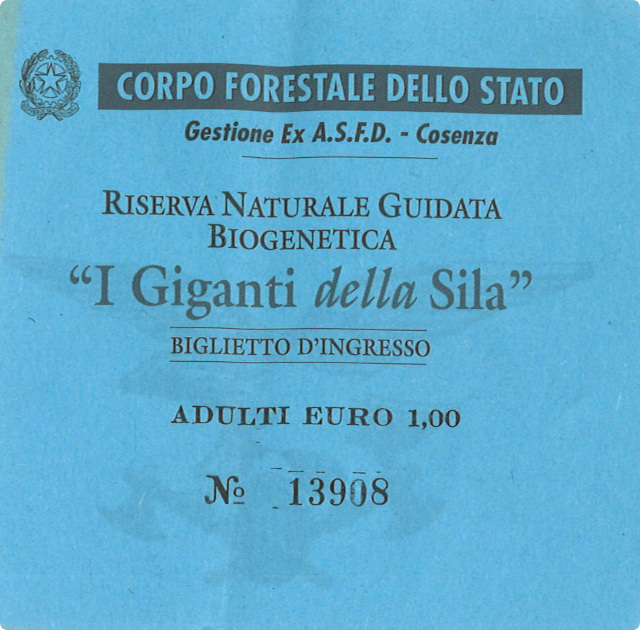 CORPO FORESTALE DELLO STATO
Gestione Ex A.S.F.D. - Cosenza
RISERVA NATURALE GUIDATA
BIOGENETICA
“I Giganti della Sila”
BIGLIETTO D'INGRESSO
ADULTI EURO 1,00
№ 13908